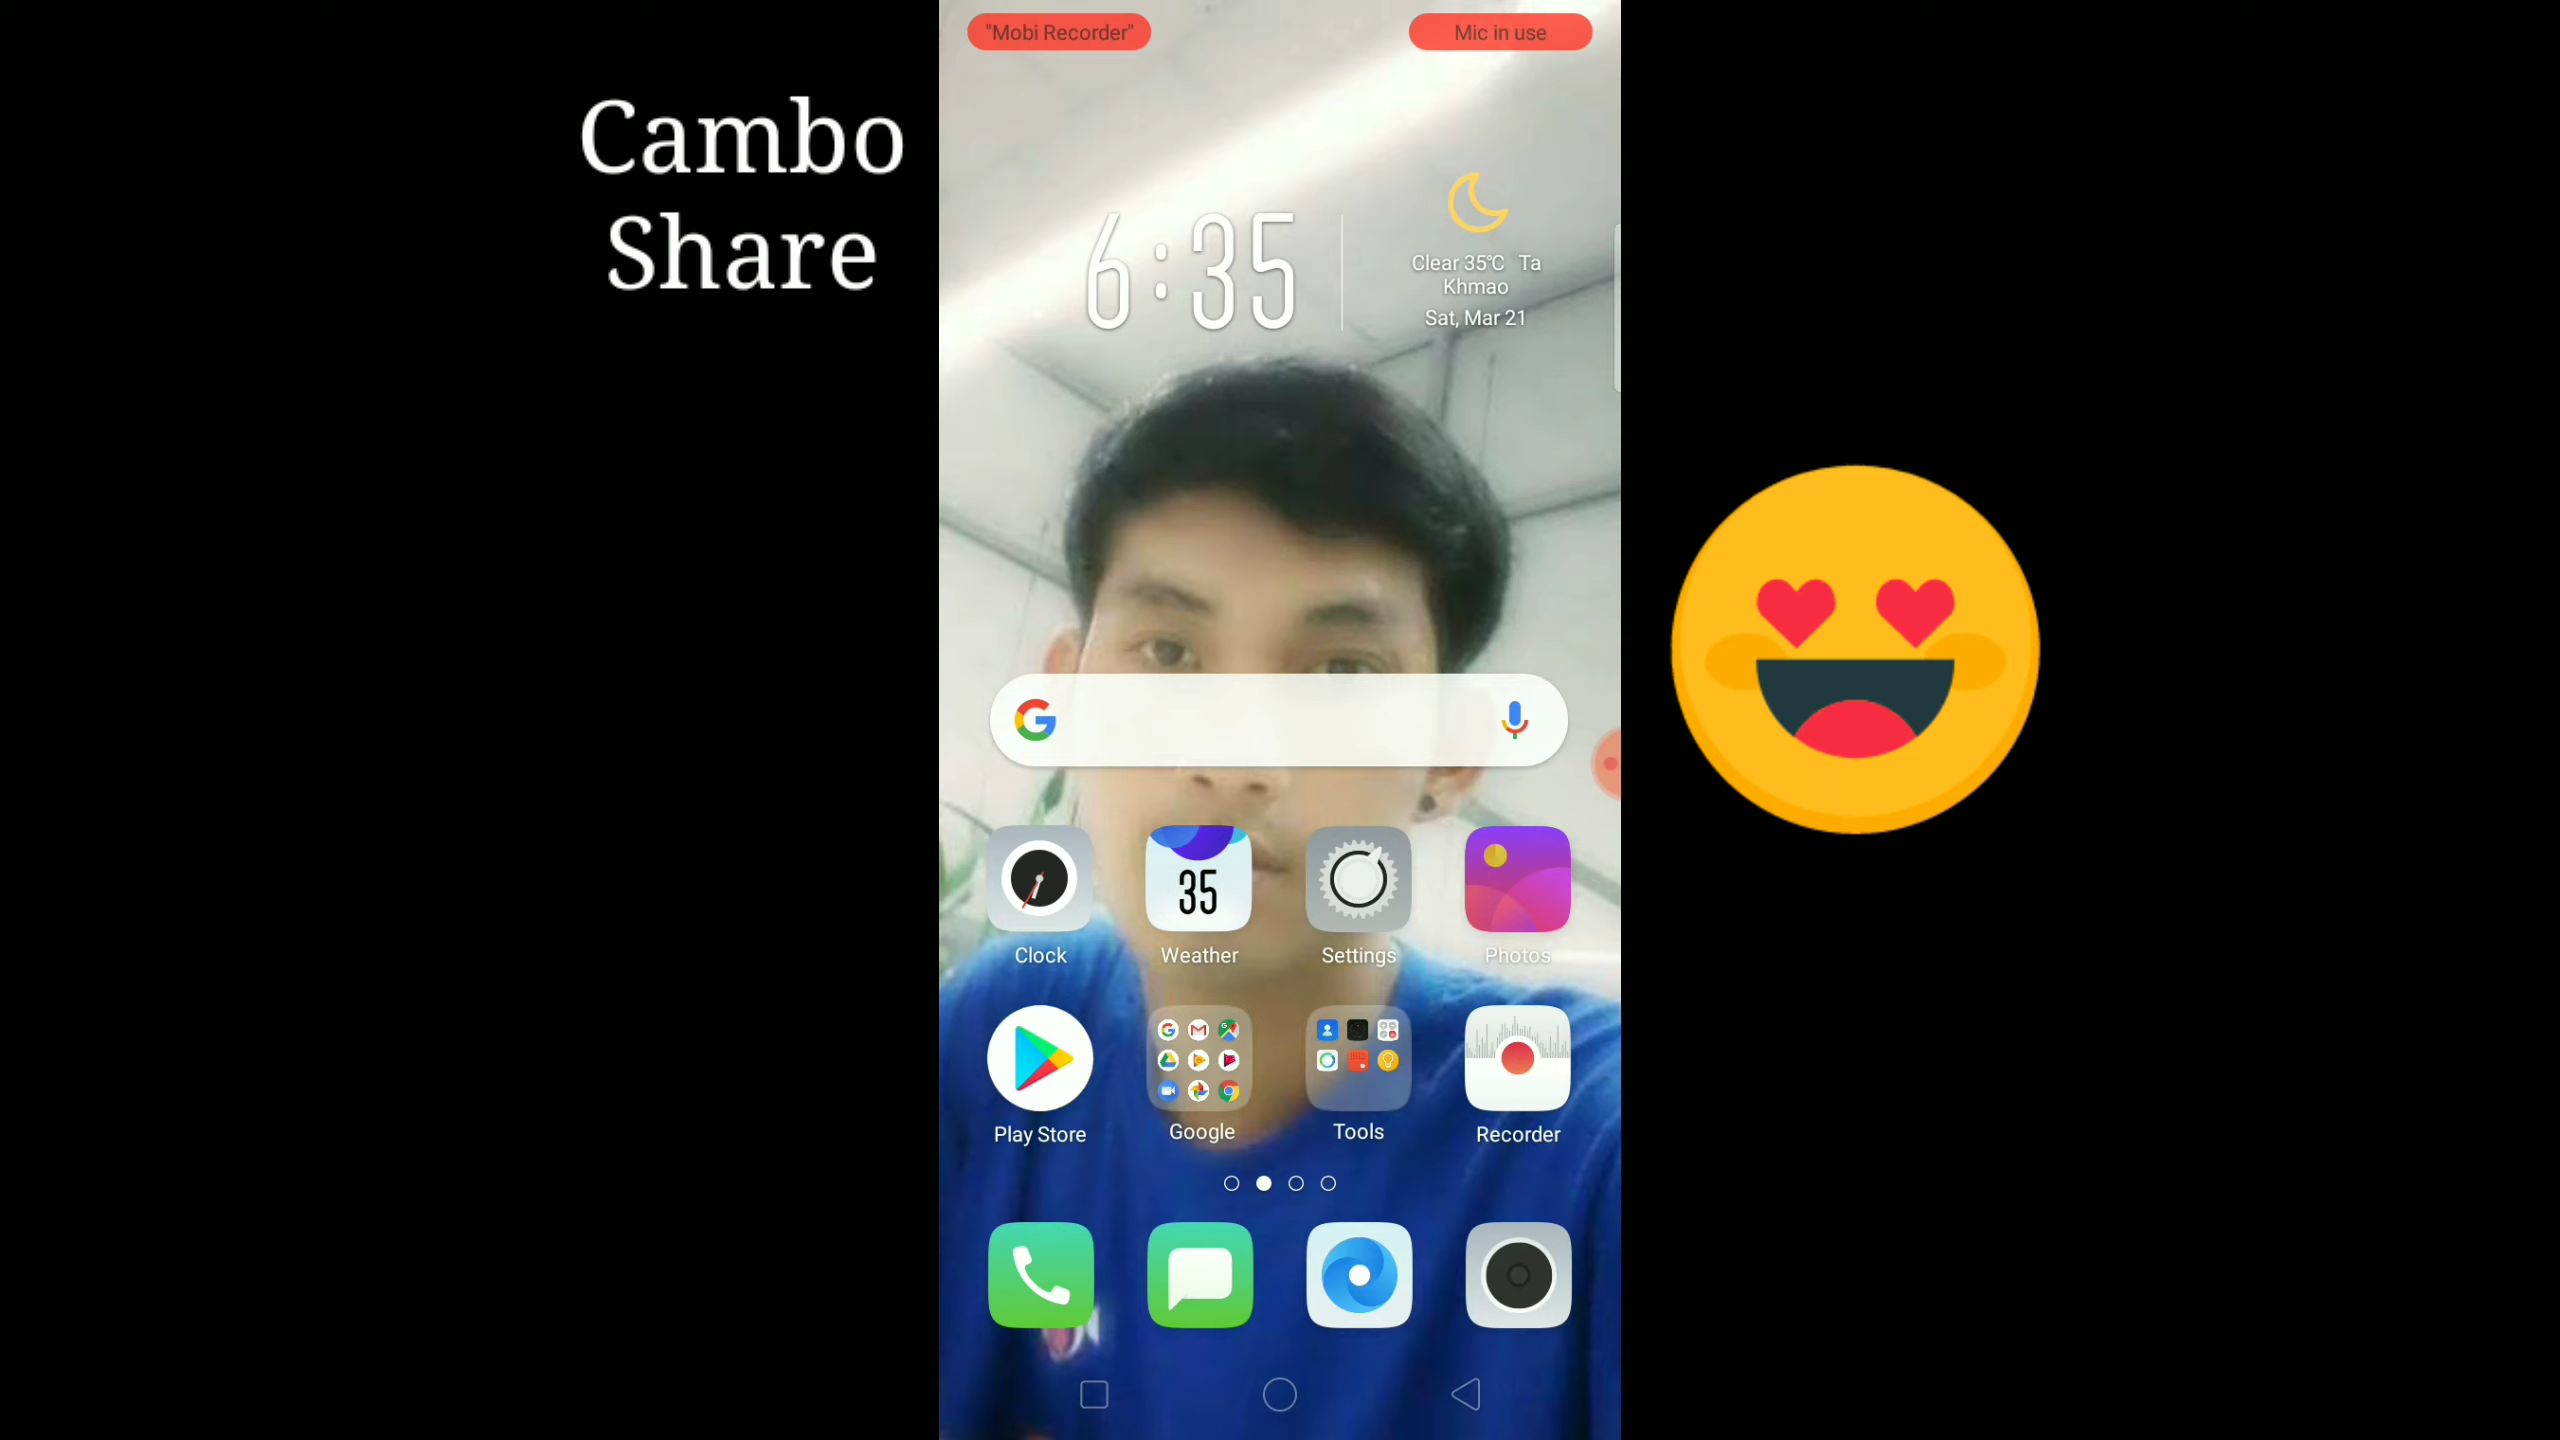 "Mobi Recorder"
Mic in use
Cambo
Share
6:35
Clear 35℃ Ta
Khmao
Sat, Mar 21
35
Clock
Weather
Settings
Photos
Play Store
Google
Tools
Recorder